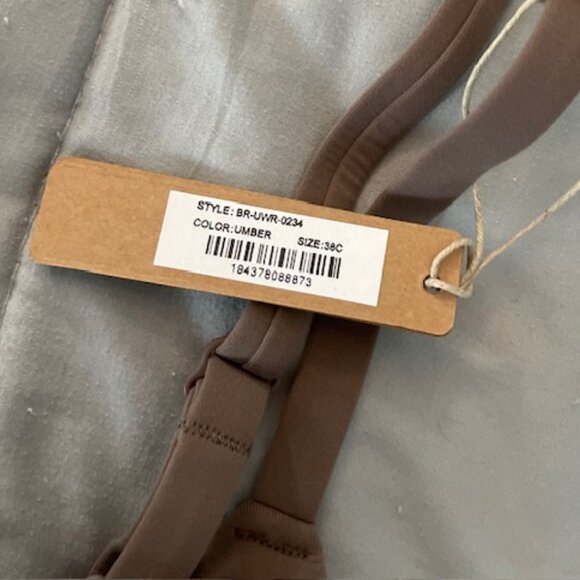 STYLE: BR-UWR-0234
COLOR:UMBER SIZE:38C
184378088873